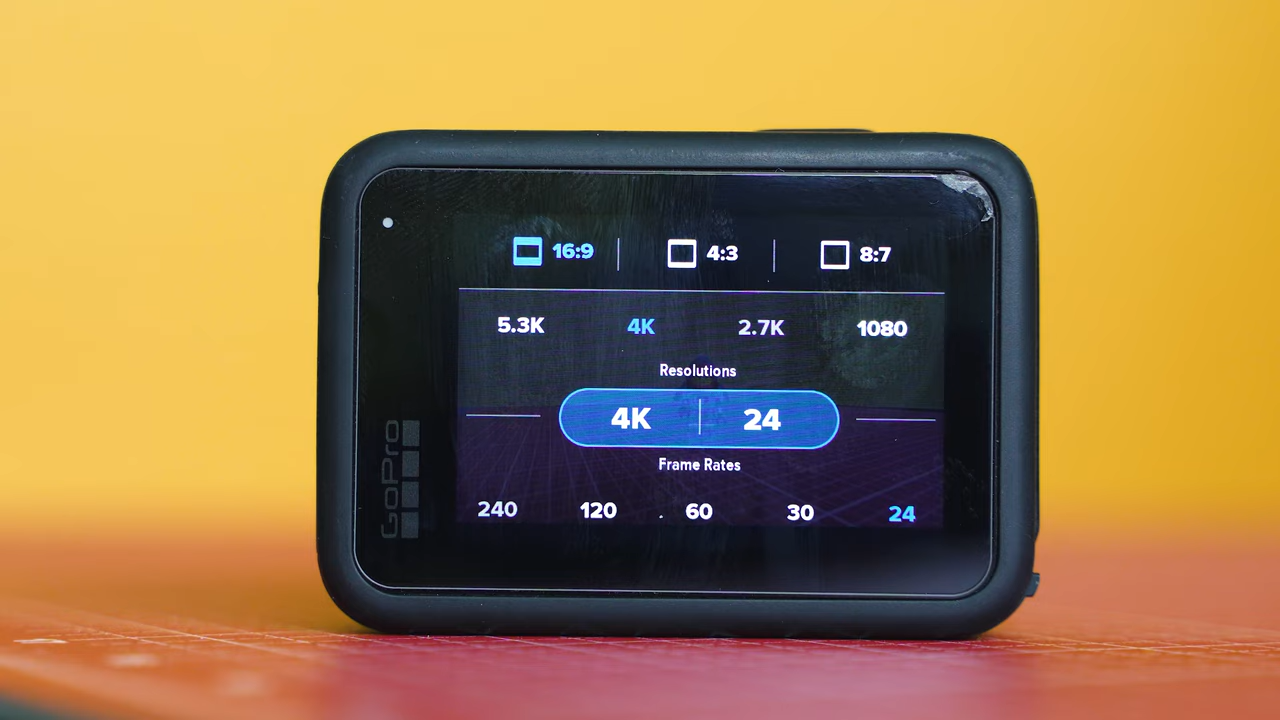 16:9 4:3 8:7
5.3K 4K 2.7K 1080
Resolutions
4K 24
Frame Rates
240 120 60 30 24
GoPro